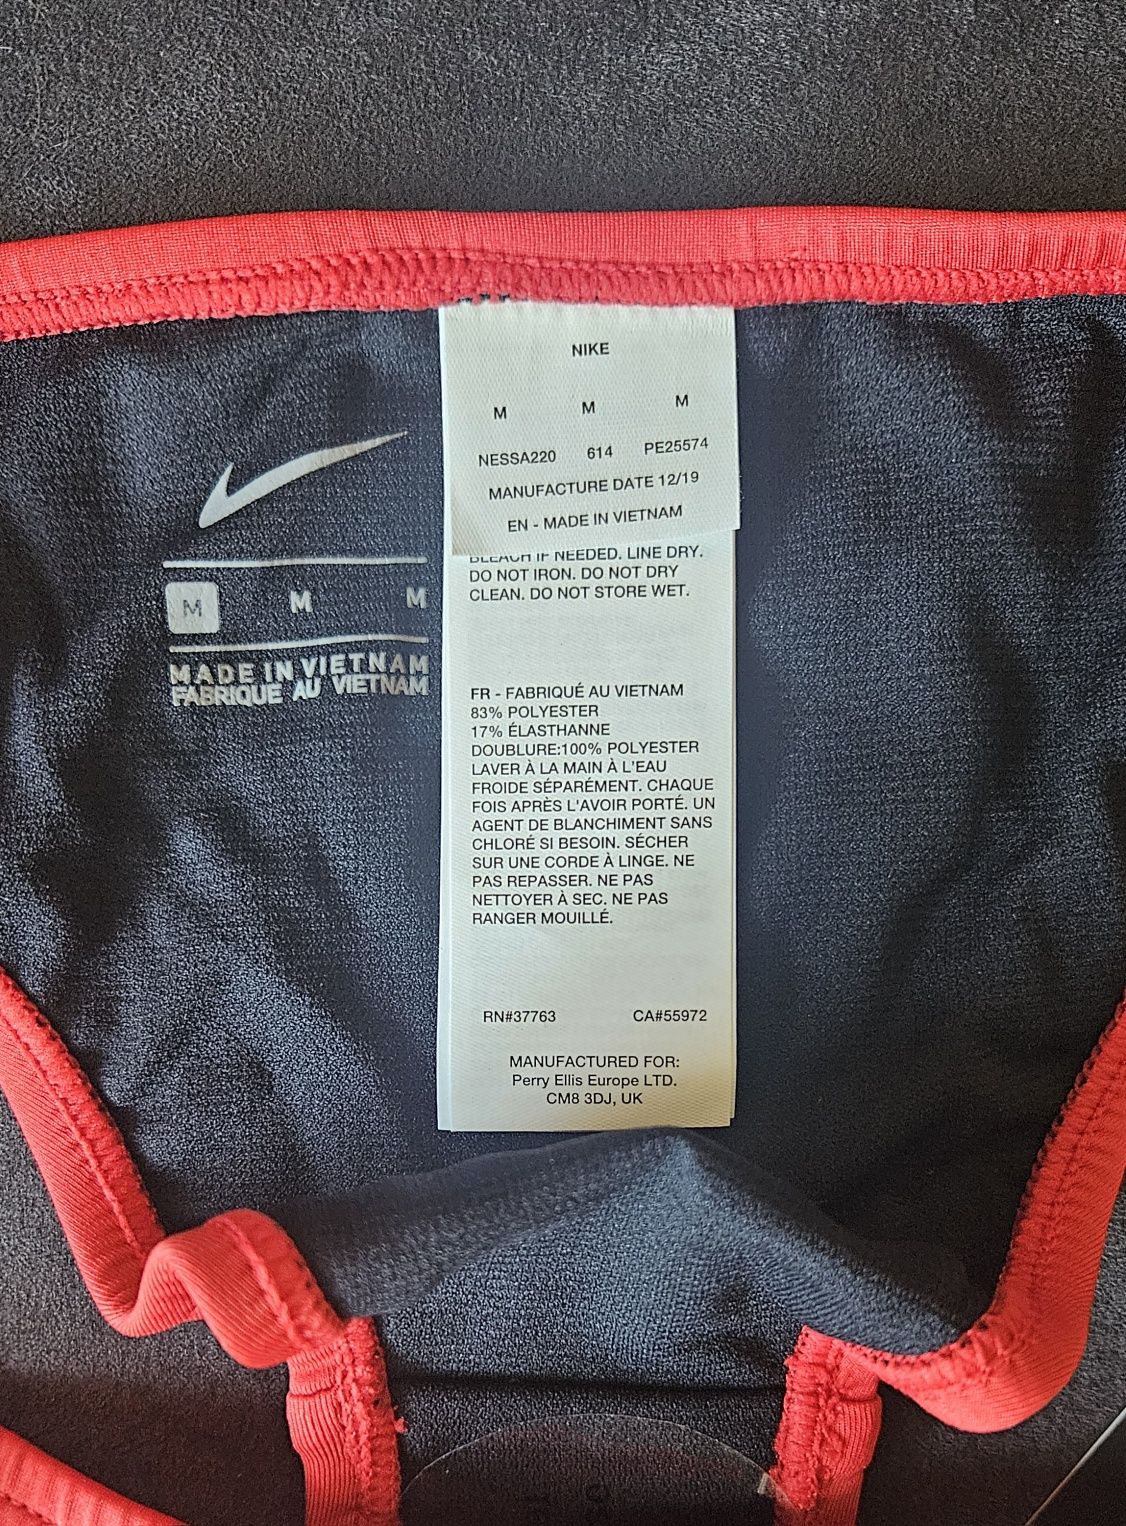 NIKE
M M M
NESSA220 614 PE25574
MANUFACTURE DATE 12/19
EN - MADE IN VIETNAM
BLEACH IF NEEDED. LINE DRY.
DO NOT IRON. DO NOT DRY
CLEAN. DO NOT STORE WET.
FR - FABRIQUÉ AU VIETNAM
83% POLYESTER
17% ÉLASTHANNE
DOUBLURE:100% POLYESTER
LAVER À LA MAIN À L'EAU
FROIDE SÉPARÉMENT. CHAQUE
FOIS APRÈS L'AVOIR PORTÉ. UN
AGENT DE BLANCHIMENT SANS
CHLORÉ SI BESOIN. SÉCHER
SUR UNE CORDE À LINGE. NE
PAS REPASSER. NE PAS
NETTOYER À SEC. NE PAS
RANGER MOUILLÉ.
RN#37763 CA#55972
MANUFACTURED FOR:
Perry Ellis Europe LTD.
CM8 3DJ, UK
M M M
MADE IN VIETNAM
FABRIQUE AU VIETNAM